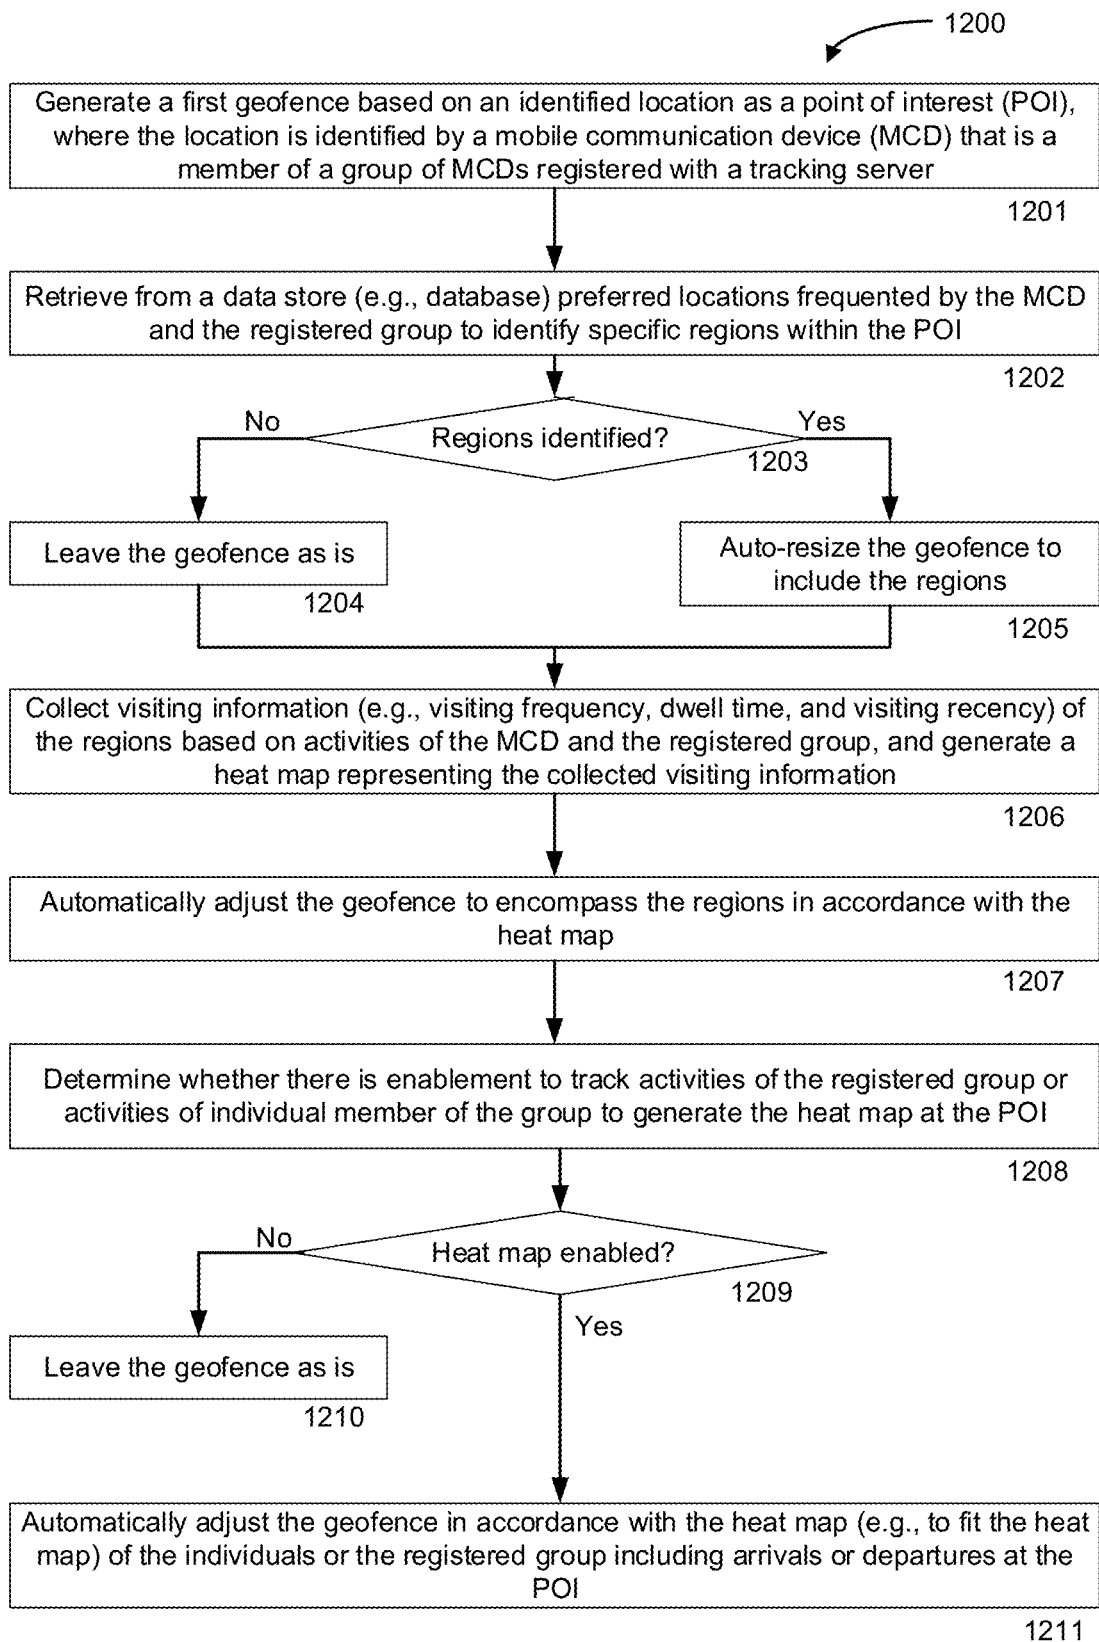 1200
Generate a first geofence based on an identified location as a point of interest (POI),
where the location is identified by a mobile communication device (MCD) that is a
member of a group of MCDs registered with a tracking server
1201
Retrieve from a data store (e.g., database) preferred locations frequented by the MCD
and the registered group to identify specific regions within the POI
1202
No
Yes
Regions identified?
1203
Leave the geofence as is
1204
Auto-resize the geofence to
include the regions
1205
Collect visiting information (e.g., visiting frequency, dwell time, and visiting recency) of
the regions based on activities of the MCD and the registered group, and generate a
heat map representing the collected visiting information
1206
Automatically adjust the geofence to encompass the regions in accordance with the
heat map
1207
Determine whether there is enablement to track activities of the registered group or
activities of individual member of the group to generate the heat map at the POI
1208
No
Heat map enabled?
1209
Yes
Leave the geofence as is
1210
Automatically adjust the geofence in accordance with the heat map (e.g., to fit the heat
map) of the individuals or the registered group including arrivals or departures at the
POI
1211